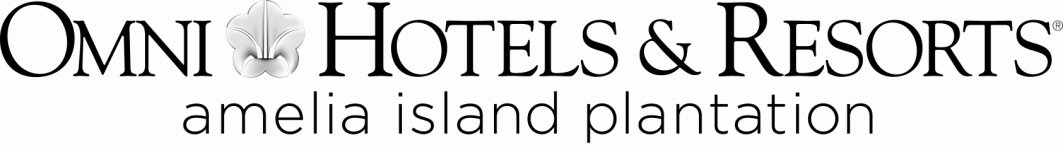 OMNI HOTELS & RESORTS®
amelia island plantation